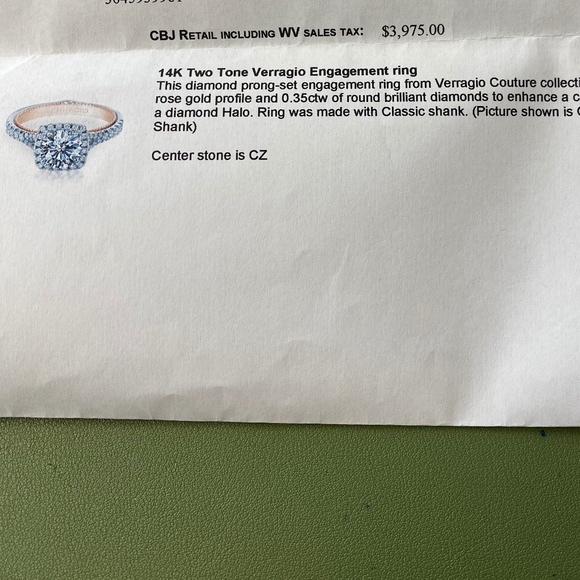 CBJ RETAIL INCLUDING WV SALES TAX: $3,975.00
14K Two Tone Verragio Engagement ring
This diamond prong-set engagement ring from Verragio Couture
rose gold profile and 0.35ctw of round brilliant diamonds to enhance a
a diamond Halo. Ring was made with Classic shank. (Picture shown is
Shank)
Center stone is CZ